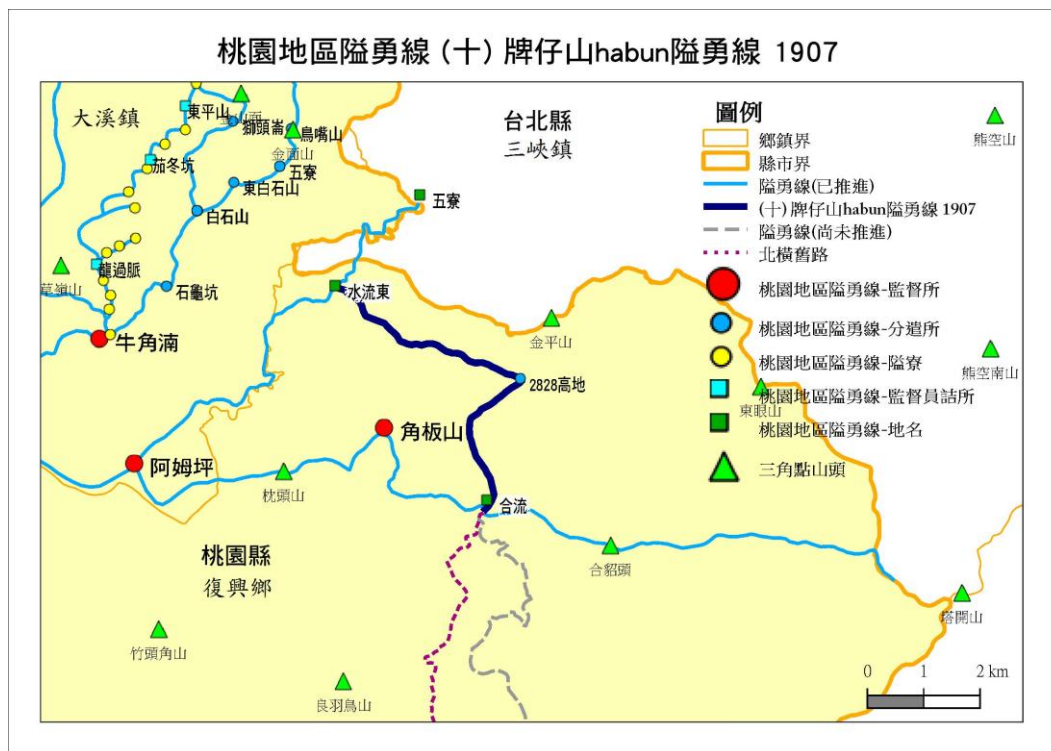 桃園地區隘勇線 (十) 牌仔山habun隘勇線 1907
大溪鎮
東平山
獅頭崙
鳥嘴山
金面山
茄冬坑
五寮
東白石山
白石山
龍過脈
石龜坑
草嶺山
牛角湳
台北縣
三峽鎮
五寮
水流東
金平山
2828高地
角板山
阿姆坪
枕頭山
合流
桃園縣
復興鄉
合貂頭
竹頭角山
良羽鳥山
塔開山
東眼山
熊空山
熊空南山
圖例
鄉鎮界
縣市界
隘勇線(已推進)
(十)牌仔山habun隘勇線 1907
隘勇線(尚未推進)
北橫舊路
桃園地區隘勇線-監督所
桃園地區隘勇線-分遣所
桃園地區隘勇線-隘寮
桃園地區隘勇線-監督員詰所
桃園地區隘勇線-地名
三角點山頭
0 1 2 km